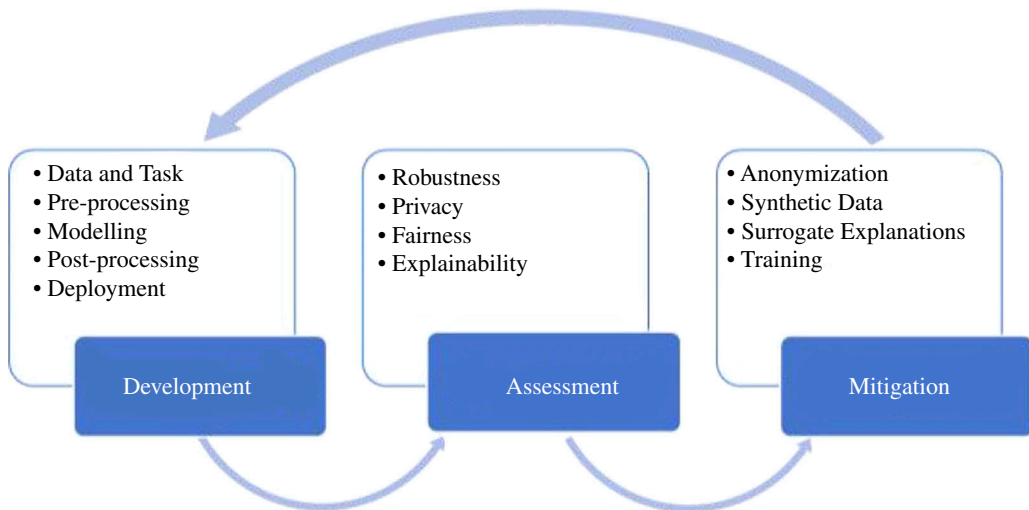 • Data and Task
• Pre-processing
• Modelling
• Post-processing
• Deployment
Development
• Robustness
• Privacy
• Fairness
• Explainability
Assessment
• Anonymization
• Synthetic Data
• Surrogate Explanations
• Training
Mitigation